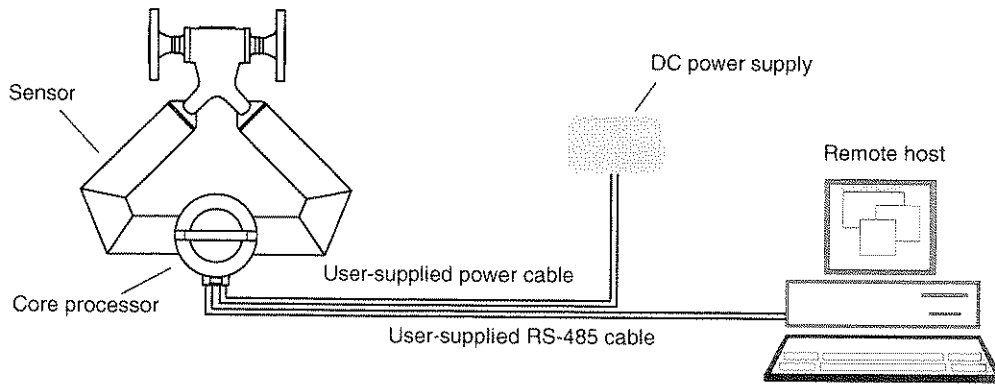 DC power supply
Sensor
Remote host
User-supplied power cable
Core processor
User-supplied RS-485 cable